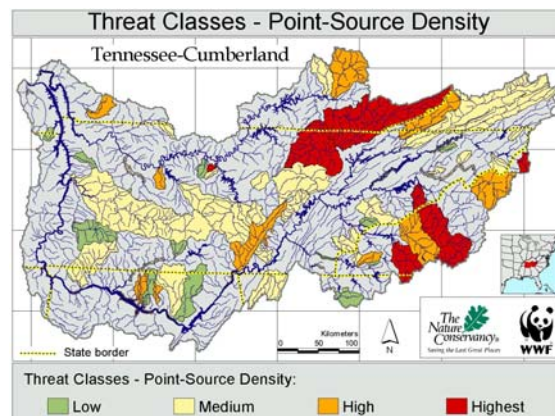 Threat Classes - Point-Source Density
Tennessee-Cumberland
State border
Kilometers
0 50 100
N
The
Nature
Conservancy®
Saving the Last Great Places
WWF
Threat Classes - Point-Source Density:
Low
Medium
High
Highest